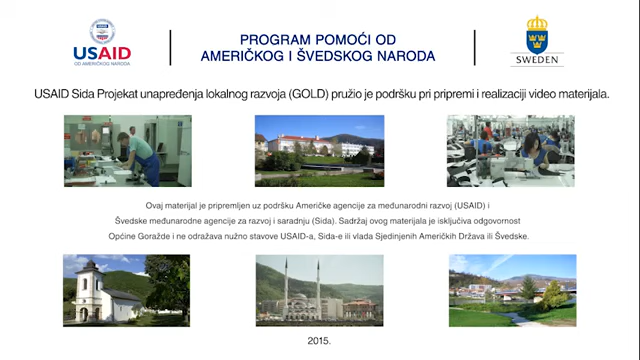 USAID
OD AMERIČKOG NARODA
PROGRAM POMOĆI OD
AMERIČKOG I ŠVEDSKOG NARODA
SWEDEN
USAID Sida Projekat unapređenja lokalnog razvoja (GOLD) pružio je podršku pri pripremi i realizaciji video materijala.
Ovaj materijal je pripremljen uz podršku Američke agencije za međunarodni razvoj (USAID) i
Švedske međunarodne agencije za razvoj i saradnju (Sida). Sadržaj ovog materijala je isključiva odgovornost
Općine Goražde i ne odražava nužno stavove USAID-a, Sida-e ili vlada Sjedinjenih Američkih Država ili Švedske.
2015.